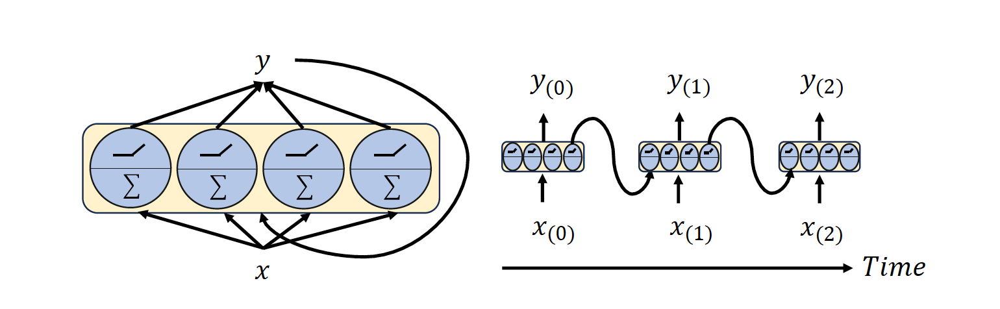 y
∑ ∑ ∑ ∑
x
y(0) y(1) y(2)
x(0) x(1) x(2)
Time